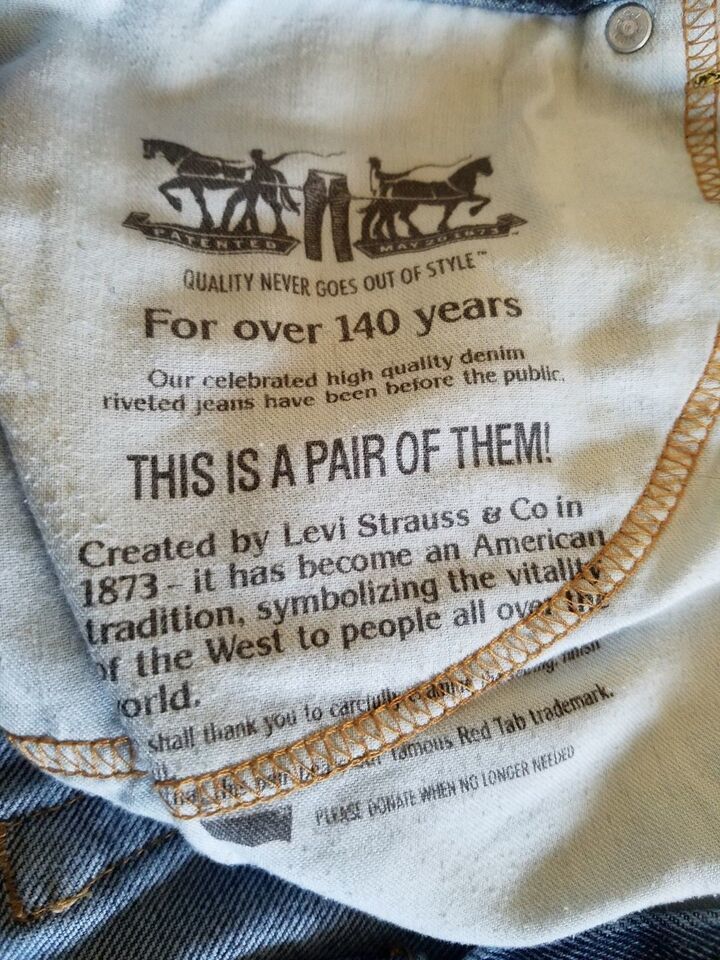 PATENTED MAY 20 1873
QUALITY NEVER GOES OUT OF STYLE™
For over 140 years
Our celebrated high quality denim
riveted jeans have been before the public.
THIS IS A PAIR OF THEM!
Created by Levi Strauss & Co in
1873 - it has become an American
tradition, symbolizing the vitality
of the West to people all over the
orld.
shall thank you to carefully
famous Red Tab trademark.
PLEASE DONATE WHEN NO LONGER NEEDED